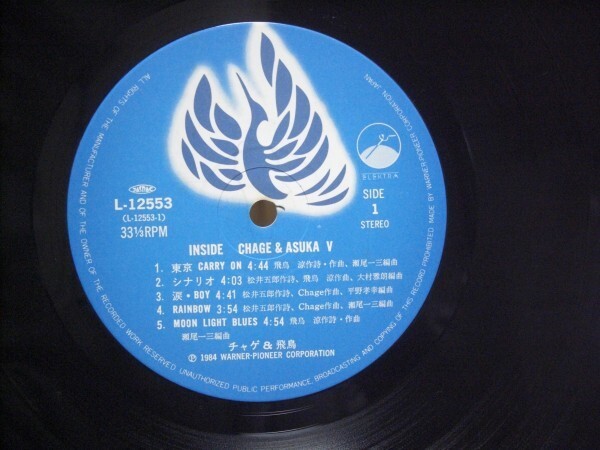 ALL RIGHTS OF THE MANUFACTURER AND OF THE OWNER OF THE RECORDED WORK RESERVED. UNAUTHORIZED PUBLIC PERFORMANCE, BROADCASTING AND COPYING OF THIS RECORD PROHIBITED. MADE BY WARNER-PIONEER CORPORATION, JAPAN.
ELEKTRA
L-12553
(L-12553-1)
33⅓RPM
SIDE
1
STEREO
INSIDE CHAGE & ASUKA V
1. 東京 CARRY ON 4:44 飛鳥 涼作詩・作曲、瀬尾一三編曲
2. シナリオ 4:03 松井五郎作詩、飛鳥 涼作曲、大村雅朗編曲
3. 涙・BOY 4:41 松井五郎作詩、Chage作曲、平野孝幸編曲
4. RAINBOW 3:54 松井五郎作詩、Chage作曲、瀬尾一三編曲
5. MOON LIGHT BLUES 4:54 飛鳥 涼作詩・作曲
瀬尾一三編曲
チャゲ&飛鳥
Ⓟ 1984 WARNER-PIONEER CORPORATION